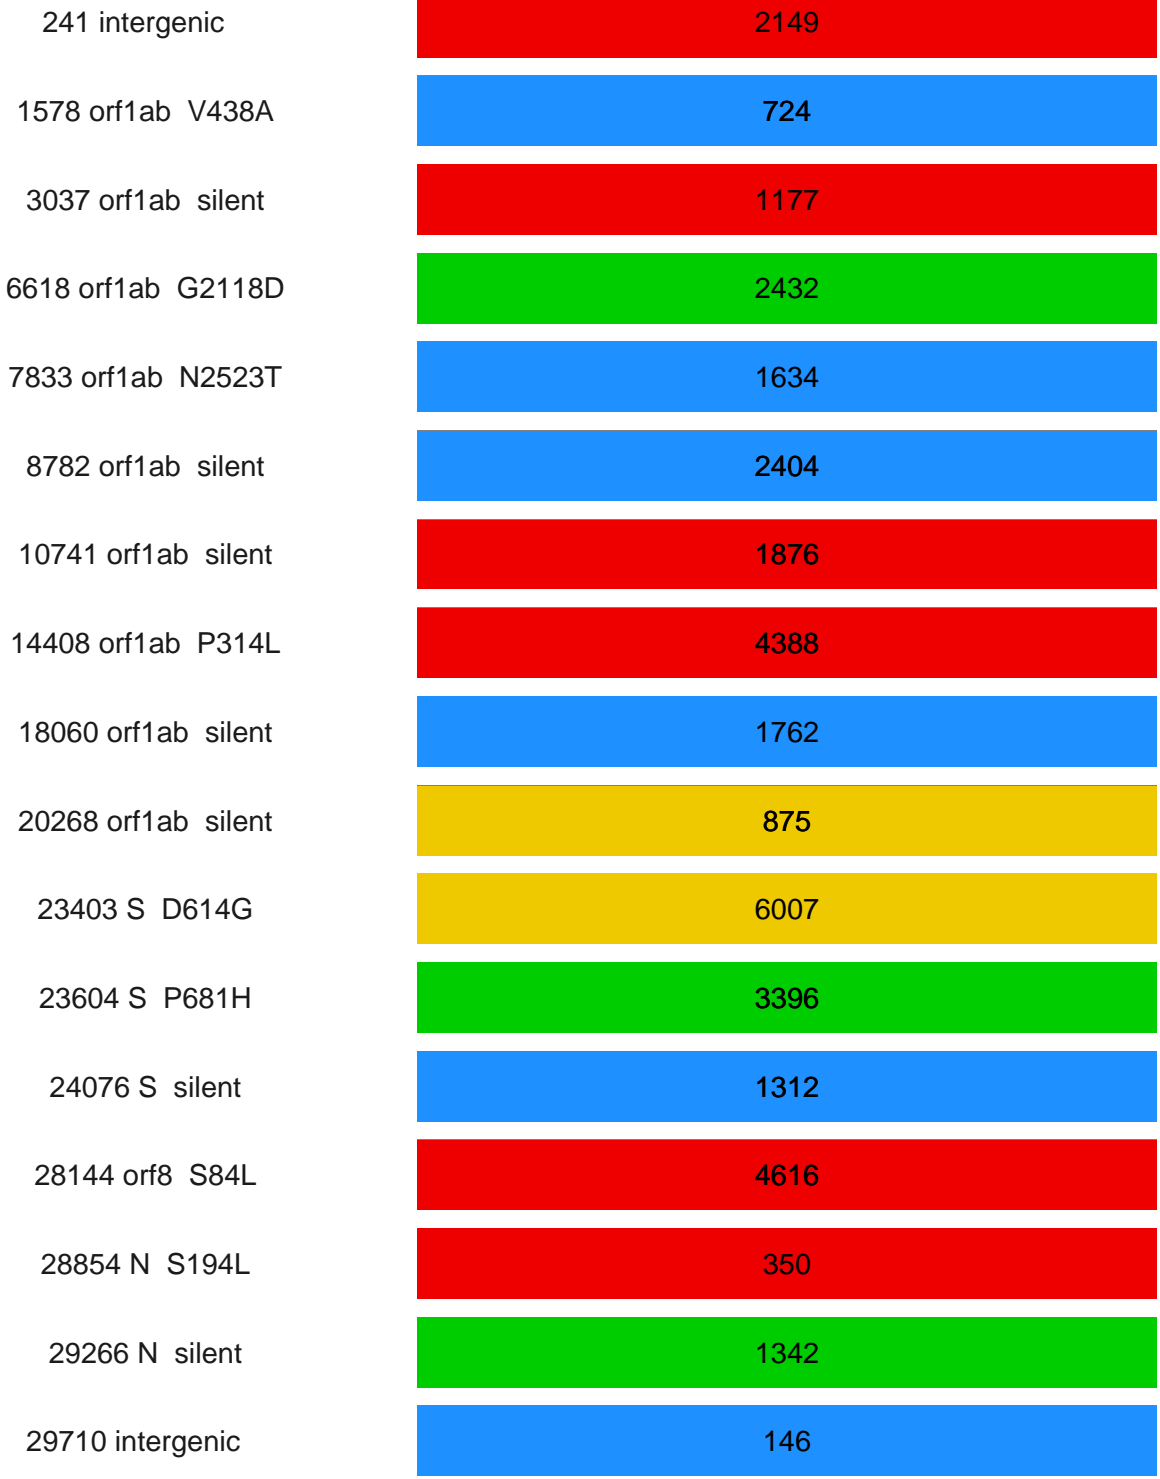 241 intergenic 2149
1578 orf1ab V438A 724
3037 orf1ab silent 1177
6618 orf1ab G2118D 2432
7833 orf1ab N2523T 1634
8782 orf1ab silent 2404
10741 orf1ab silent 1876
14408 orf1ab P314L 4388
18060 orf1ab silent 1762
20268 orf1ab silent 875
23403 S D614G 6007
23604 S P681H 3396
24076 S silent 1312
28144 orf8 S84L 4616
28854 N S194L 350
29266 N silent 1342
29710 intergenic 146